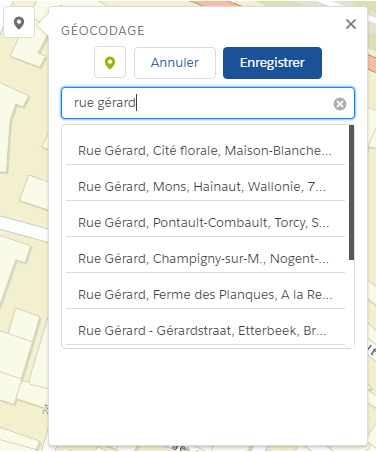 GÉOCODAGE
Annuler Enregistrer
rue gérard
Rue Gérard, Cité florale, Maison-Blanche...
Rue Gérard, Mons, Hainaut, Wallonie, 7...
Rue Gérard, Pontault-Combault, Torcy, S...
Rue Gérard, Champigny-sur-M., Nogent-...
Rue Gérard, Ferme des Planques, A la Re...
Rue Gérard - Gérardstraat, Etterbeek, Br...